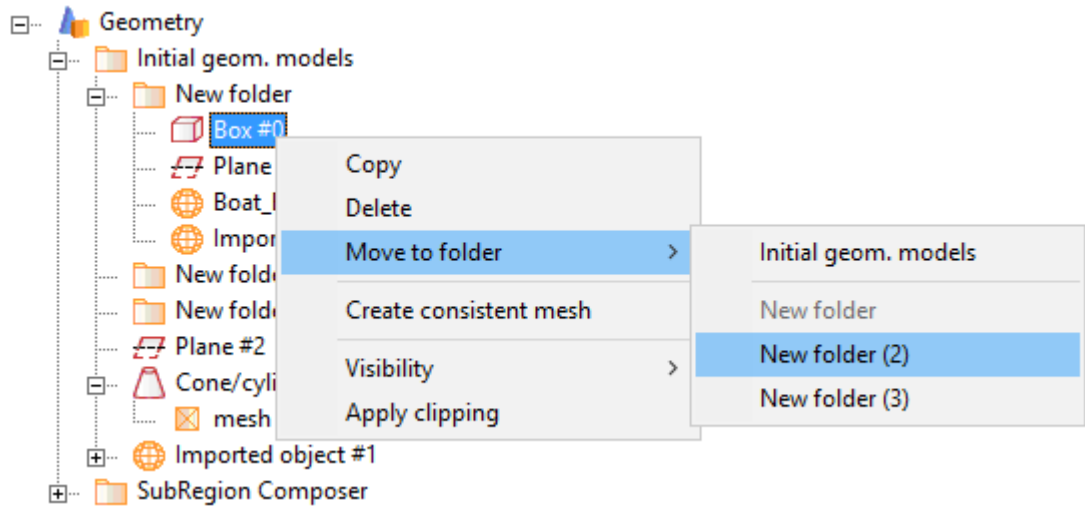 Geometry
Initial geom. models
New folder
Box #0
Plane
Boat_
Impor
New folde
New folde
Plane #2
Cone/cyli
mesh
Imported object #1
SubRegion Composer
Copy
Delete
Move to folder
Create consistent mesh
Visibility
Apply clipping
Initial geom. models
New folder
New folder (2)
New folder (3)